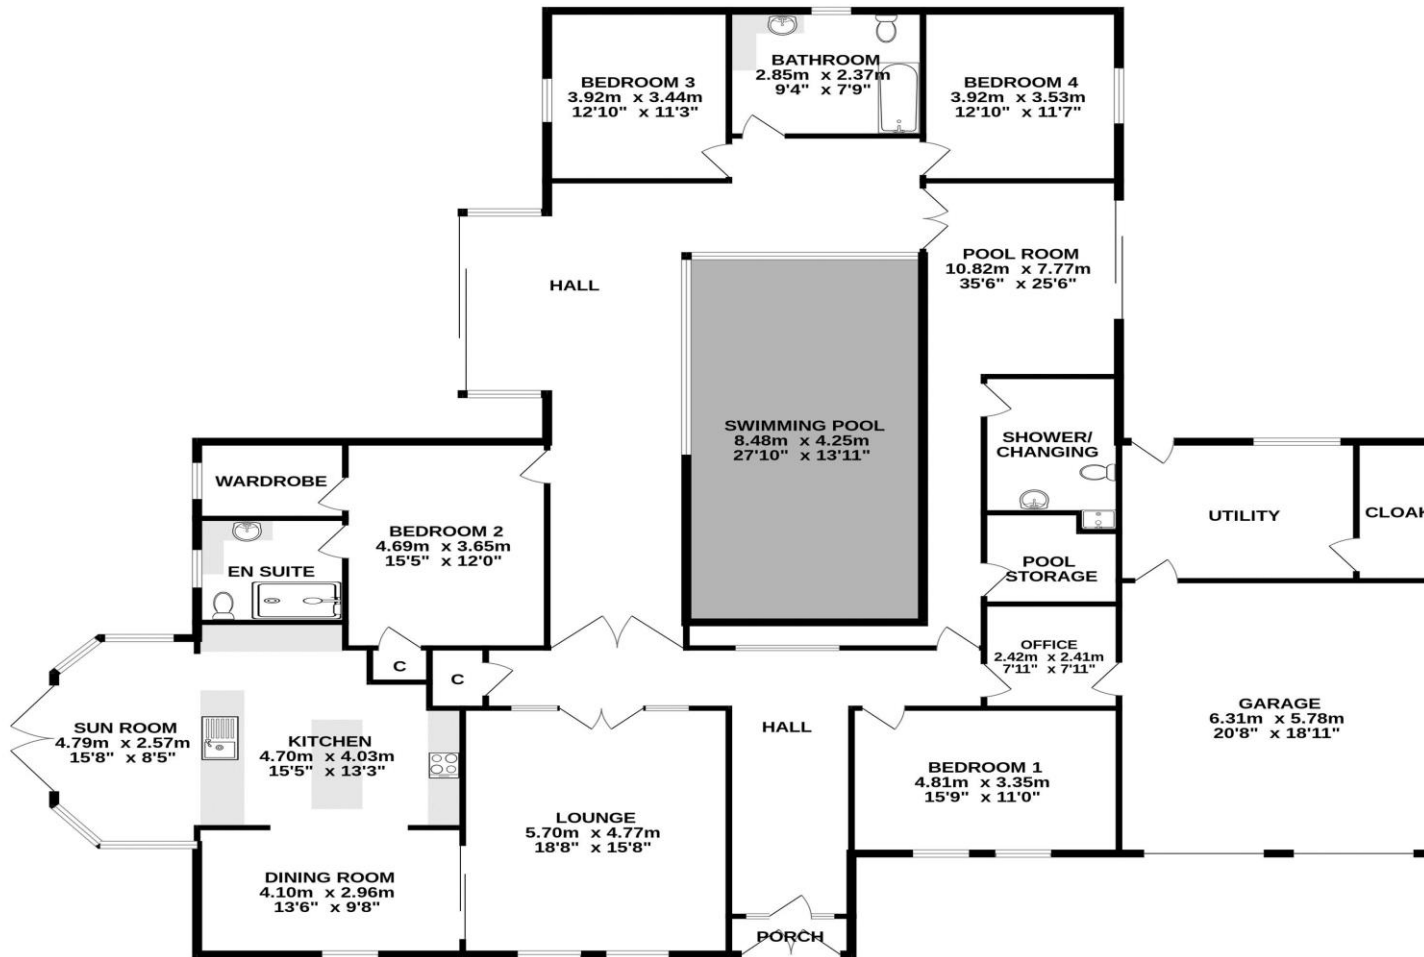 BEDROOM 3
3.92m x 3.44m
12'10" x 11'3"
BATHROOM
2.85m x 2.37m
9'4" x 7'9"
BEDROOM 4
3.92m x 3.53m
12'10" x 11'7"
HALL
POOL ROOM
10.82m x 7.77m
35'6" x 25'6"
SWIMMING POOL
8.48m x 4.25m
27'10" x 13'11"
SHOWER/
CHANGING
WARDROBE
BEDROOM 2
4.69m x 3.65m
15'5" x 12'0"
EN SUITE
UTILITY
CLOAK
POOL
STORAGE
C
C
OFFICE
2.42m x 2.41m
7'11" x 7'11"
SUN ROOM
4.79m x 2.57m
15'8" x 8'5"
KITCHEN
4.70m x 4.03m
15'5" x 13'3"
HALL
GARAGE
6.31m x 5.78m
20'8" x 18'11"
BEDROOM 1
4.81m x 3.35m
15'9" x 11'0"
LOUNGE
5.70m x 4.77m
18'8" x 15'8"
DINING ROOM
4.10m x 2.96m
13'6" x 9'8"
PORCH